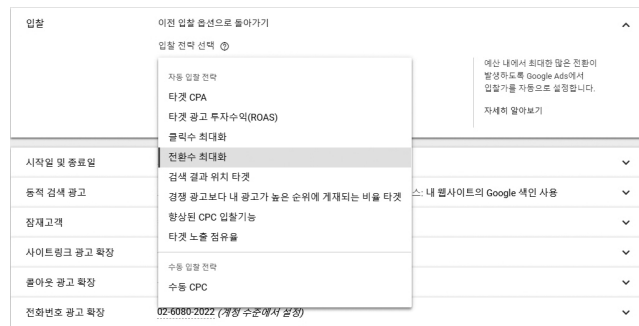 입찰
이전 입찰 옵션으로 돌아가기
입찰 전략 선택
자동 입찰 전략
타겟 CPA
타겟 광고 투자수익(ROAS)
클릭수 최대화
전환수 최대화
검색 결과 위치 타겟
경쟁 광고보다 내 광고가 높은 순위에 게재되는 비율 타겟
향상된 CPC 입찰기능
타겟 노출 점유율
수동 입찰 전략
수동 CPC
예산 내에서 최대한 많은 전환이
발생하도록 Google Ads에서
입찰가를 자동으로 설정합니다.
자세히 알아보기
시작일 및 종료일
동적 검색 광고
스: 내 웹사이트의 Google 색인 사용
잠재고객
사이트링크 광고 확장
콜아웃 광고 확장
전화번호 광고 확장
02-6080-2022 (계정 수준에서 설정)